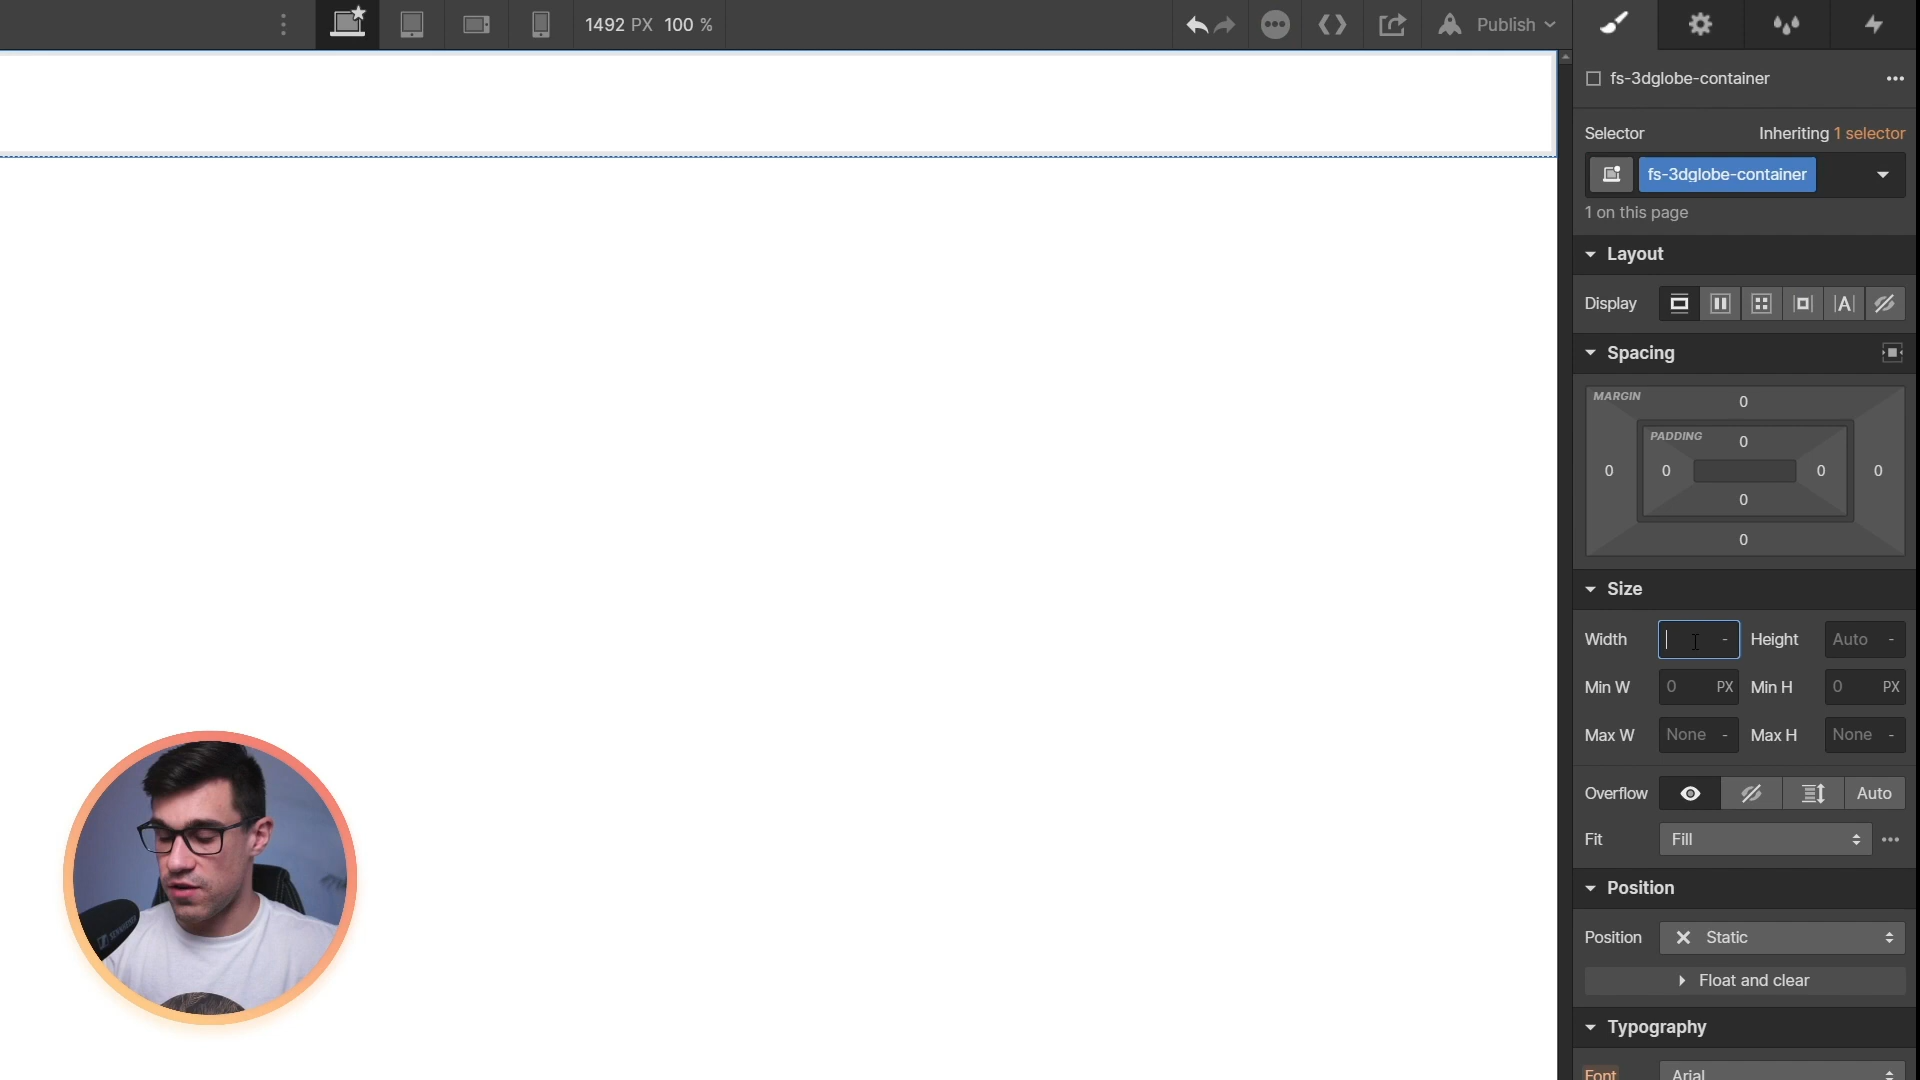 1492 PX 100 %
Publish
fs-3dglobe-container
Selector
Inheriting 1 selector
fs-3dglobe-container
1 on this page
Layout
Display
A
Spacing
MARGIN
0
PADDING
0
0
0
0
0
0
0
Size
Width
-
Height
Auto
-
Min W
0
PX
Min H
0
PX
Max W
None
-
Max H
None
-
Overflow
Auto
Fit
Fill
Position
Position
Static
Float and clear
Typography
Font
Arial
SENNHEISER